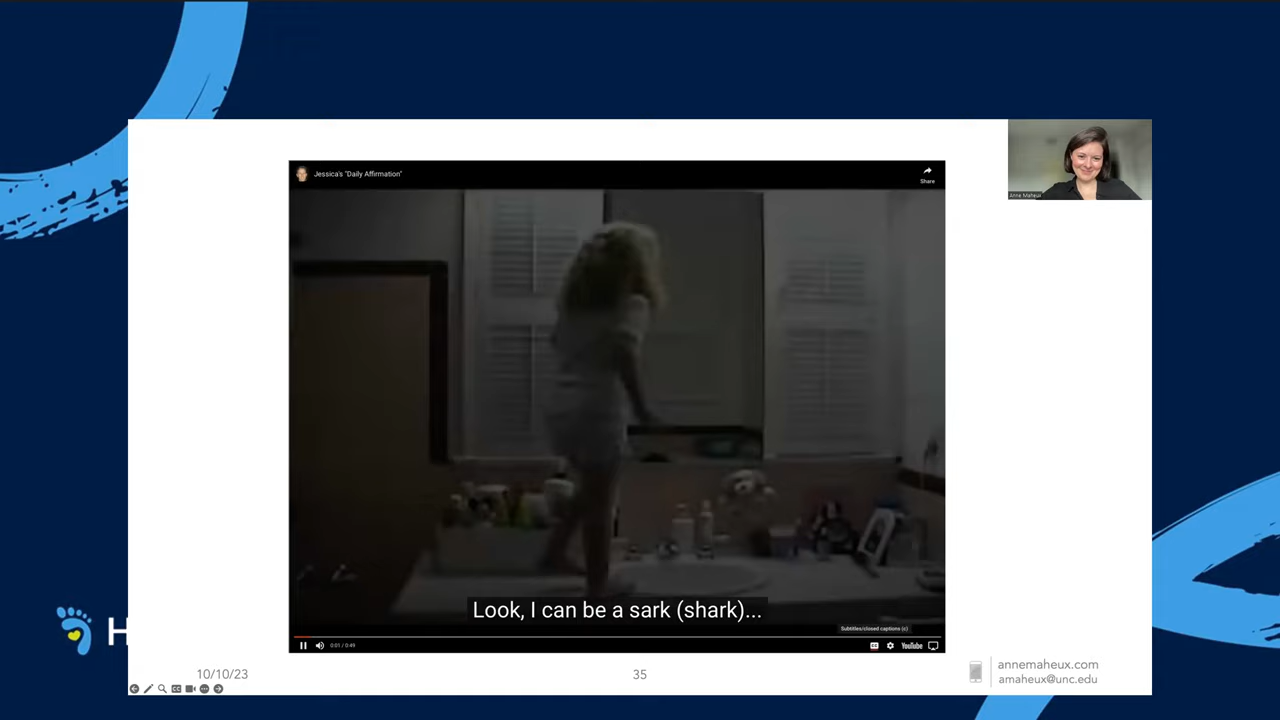 Jessica's "Daily Affirmation"
Share
Anne Maheux
Look, I can be a sark (shark)...
Subtitles/closed captions (c)
0:01 / 0:49
YouTube
H
10/10/23
35
annemaheux.com
amaheux@unc.edu